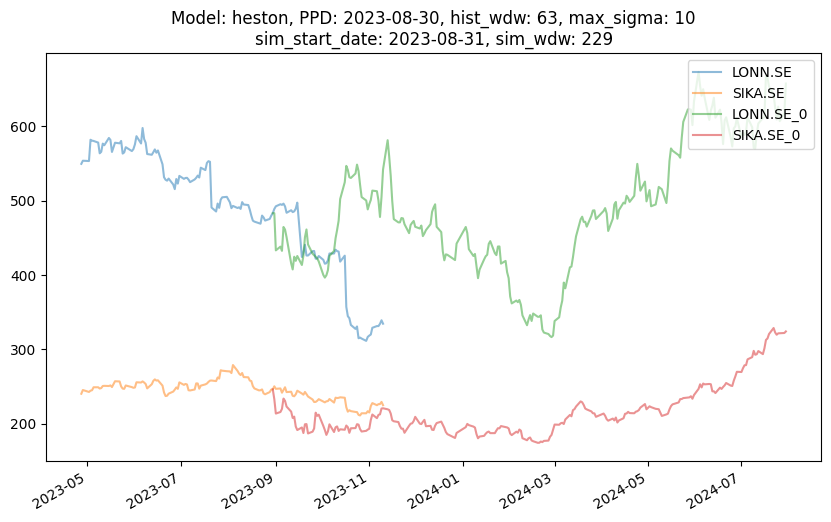 Model: heston, PPD: 2023-08-30, hist_wdw: 63, max_sigma: 10
sim_start_date: 2023-08-31, sim_wdw: 229
LONN.SE
SIKA.SE
LONN.SE_0
SIKA.SE_0
600
500
400
300
200
2023-05
2023-07
2023-09
2023-11
2024-01
2024-03
2024-05
2024-07